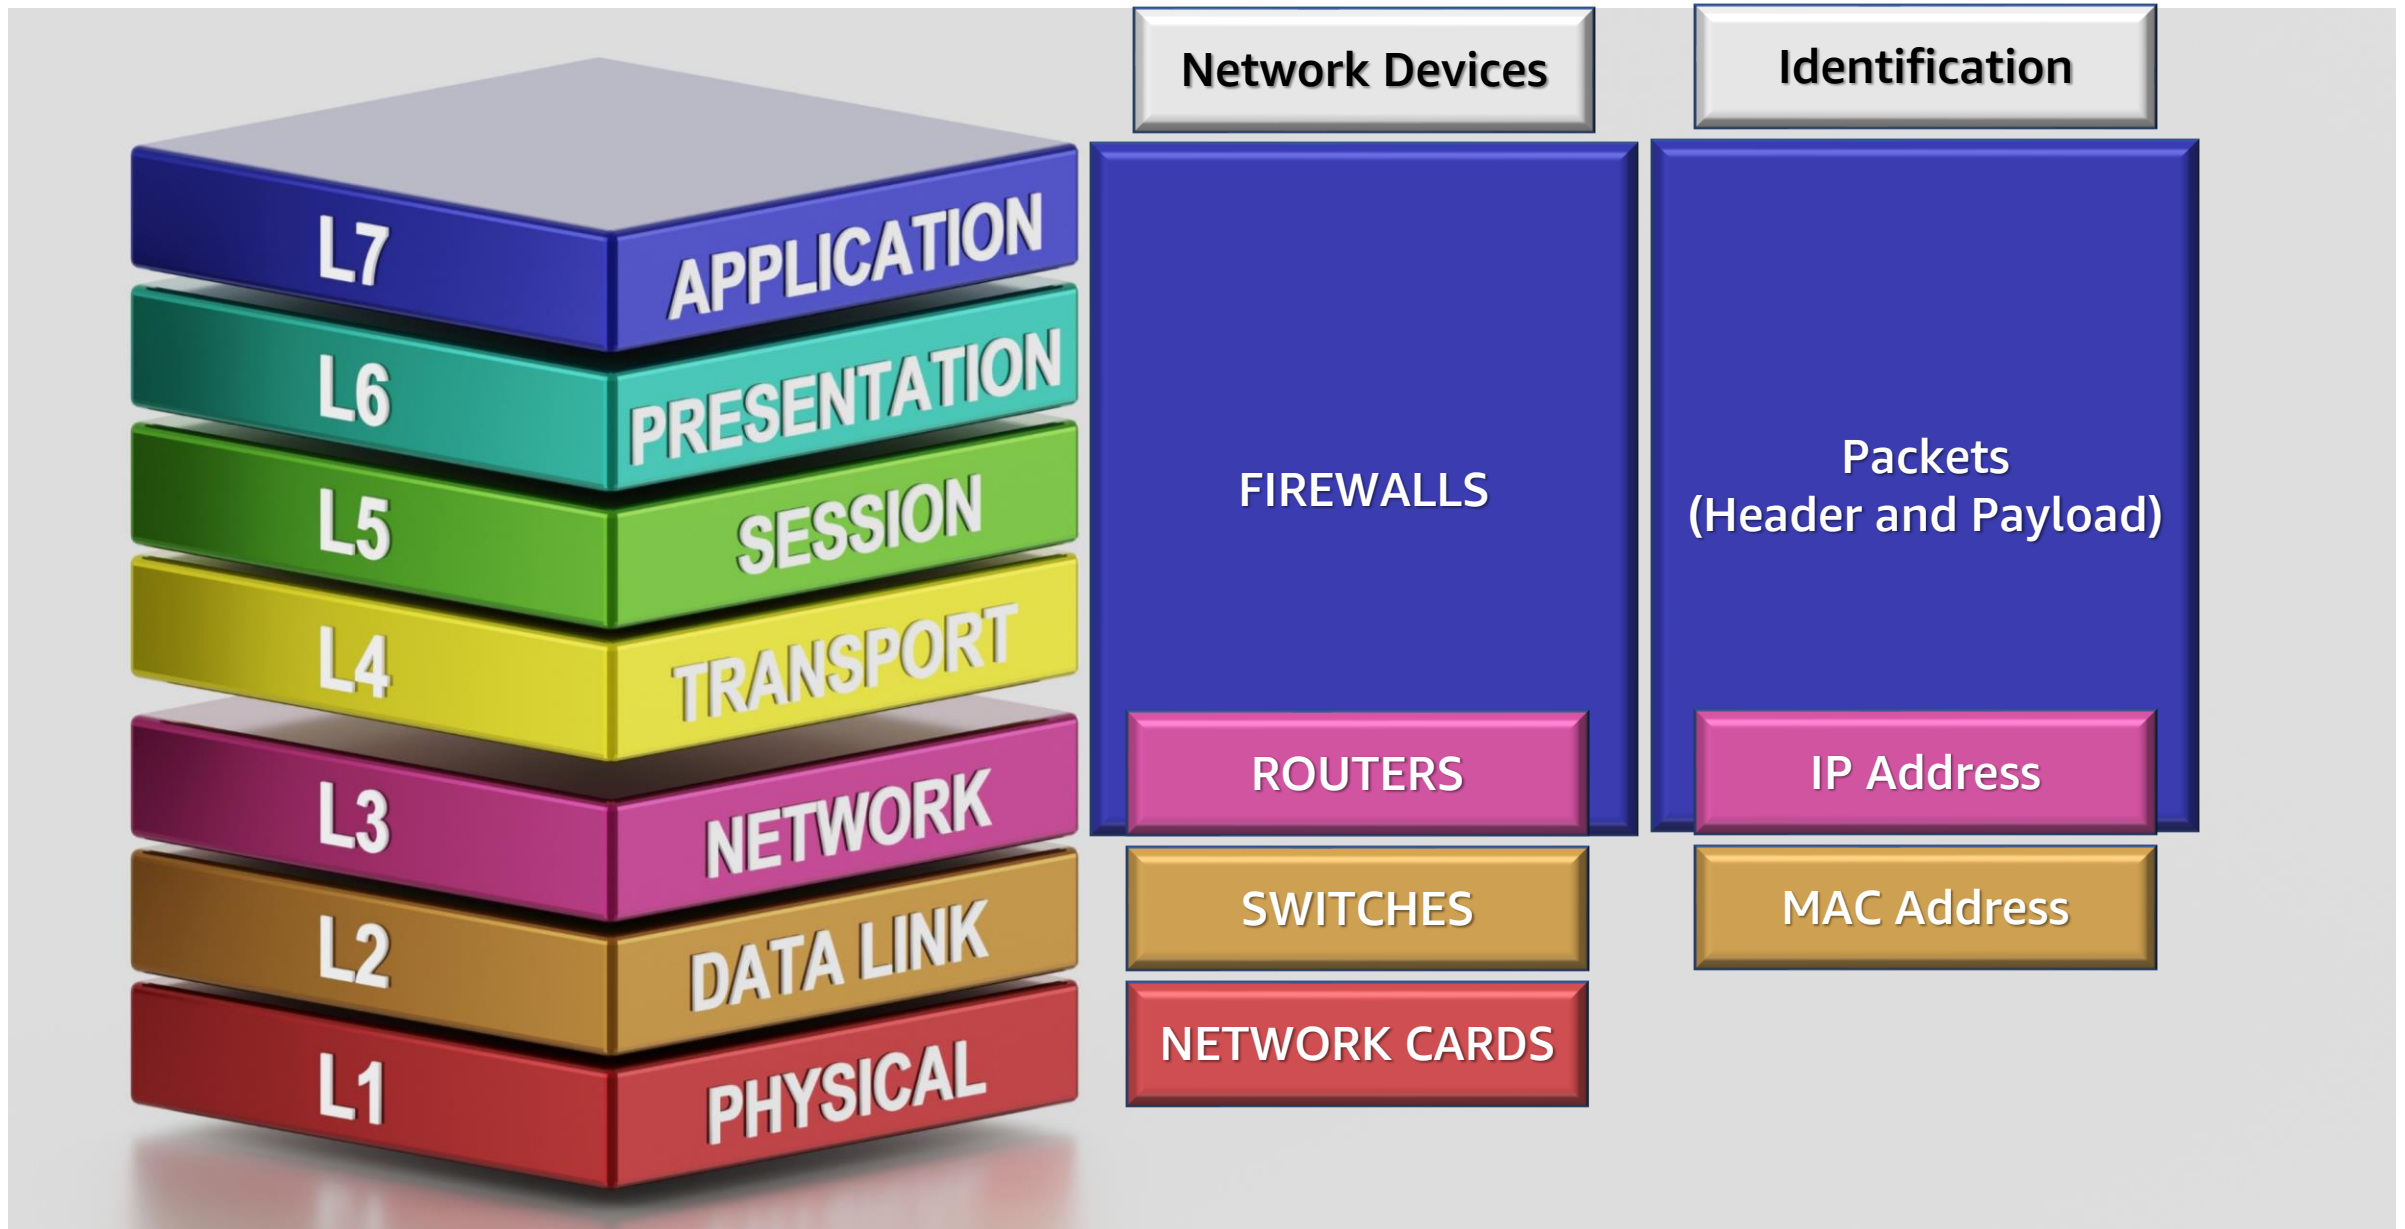 Network Devices
Identification
L7
APPLICATION
L6
PRESENTATION
L5
SESSION
L4
TRANSPORT
L3
NETWORK
L2
DATA LINK
L1
PHYSICAL
FIREWALLS
ROUTERS
SWITCHES
NETWORK CARDS
Packets
(Header and Payload)
IP Address
MAC Address